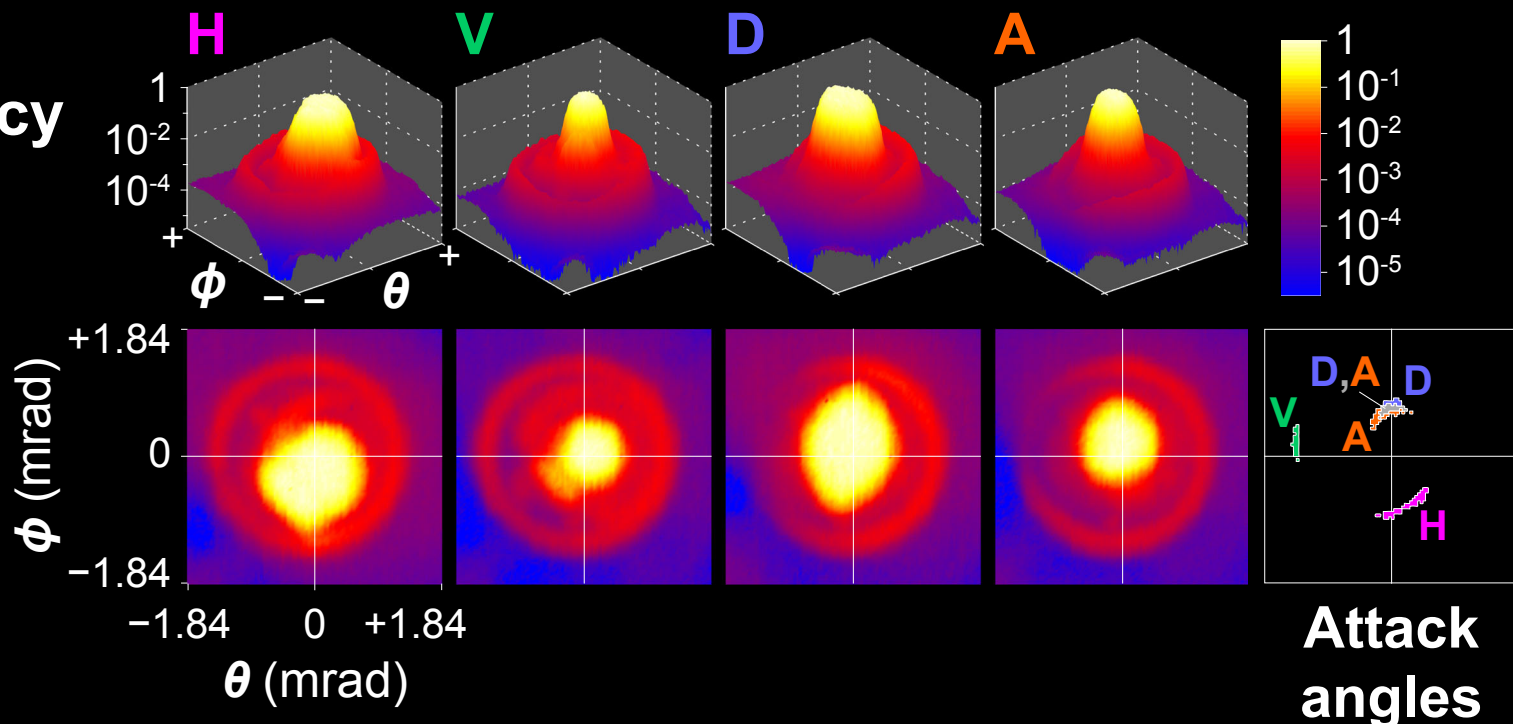 H V D A
cy
1
10⁻²
10⁻⁴
+
ϕ
− −
θ
+
1
10⁻¹
10⁻²
10⁻³
10⁻⁴
10⁻⁵
+1.84
0
−1.84
ϕ (mrad)
−1.84 0 +1.84
θ (mrad)
D,A D
V
A
H
Attack
angles